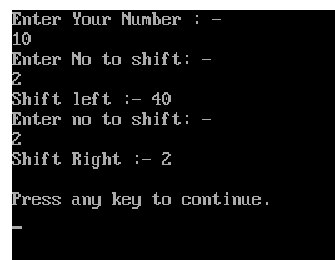 Enter Your Number : -
10
Enter No to shift: -
2
Shift left :- 40
Enter no to shift: -
2
Shift Right :- 2
Press any key to continue.